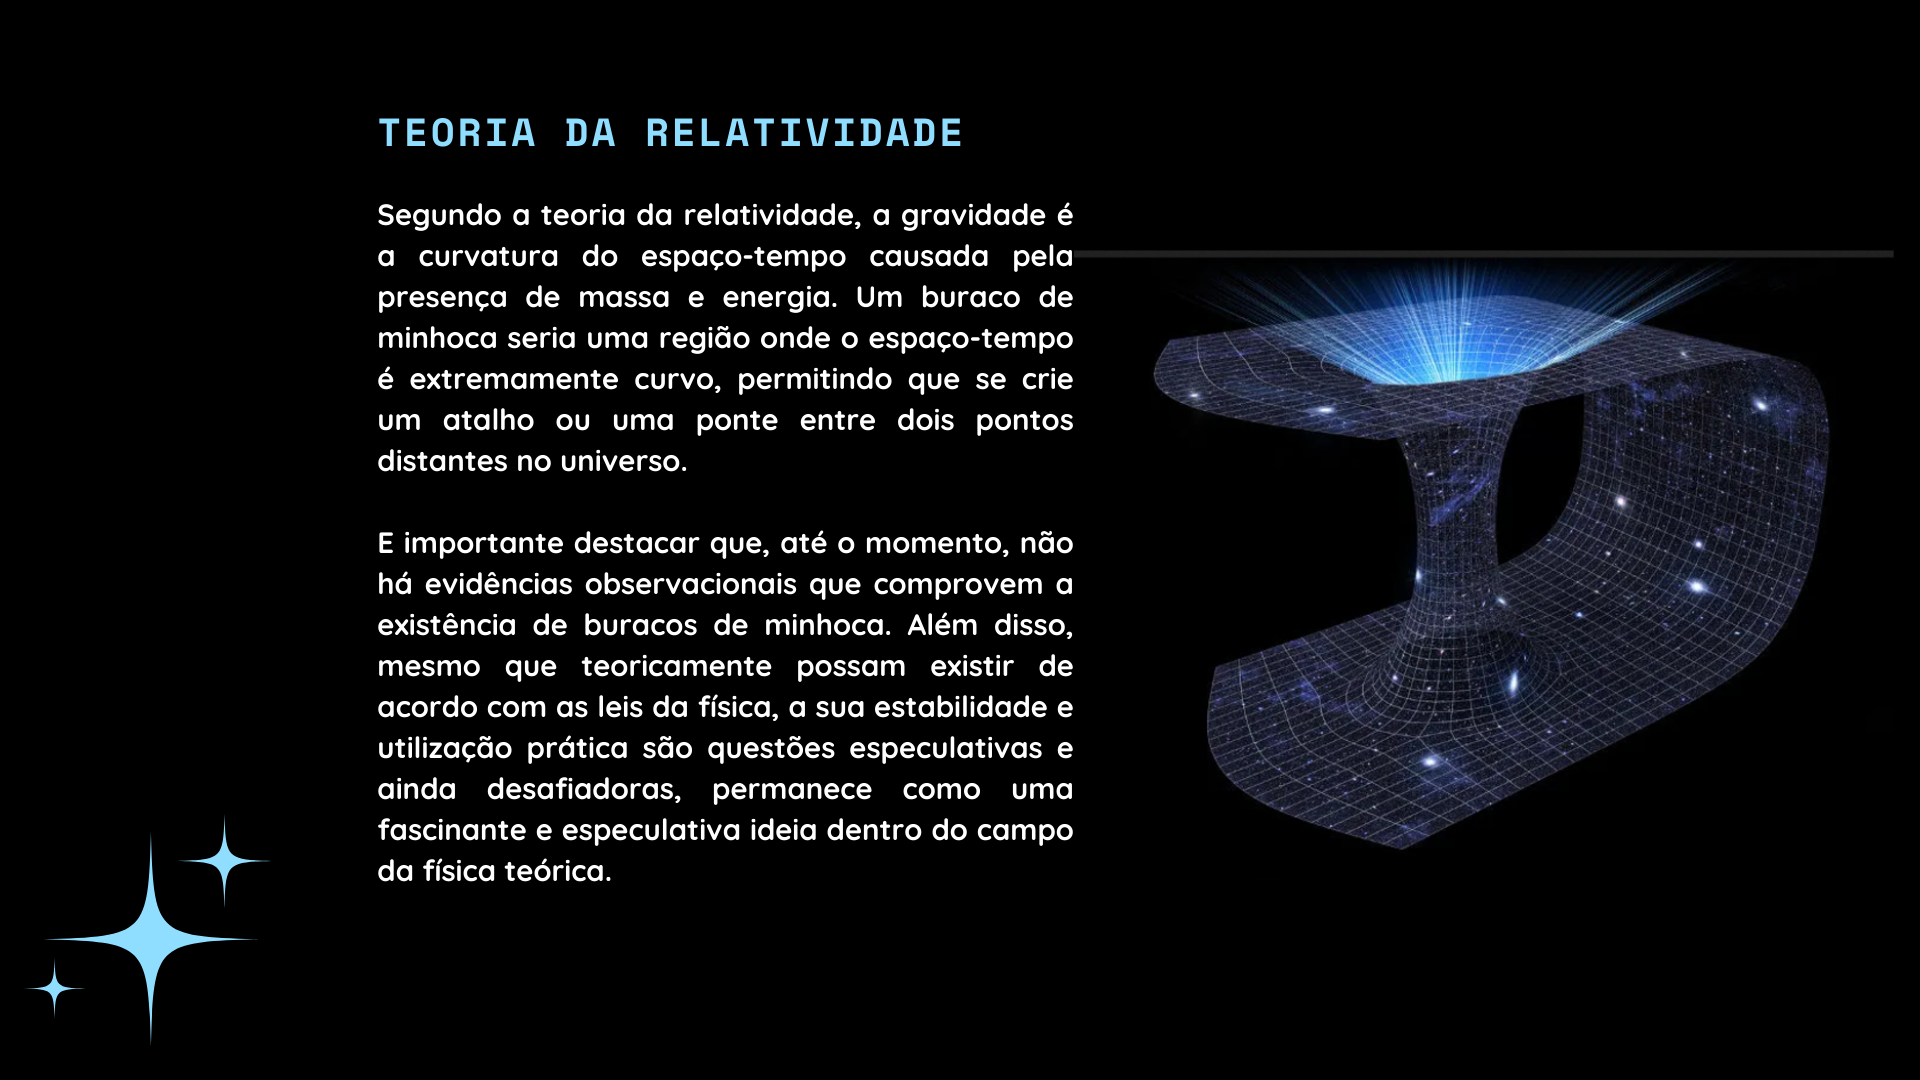 TEORIA DA RELATIVIDADE
Segundo a teoria da relatividade, a gravidade é
a curvatura do espaço-tempo causada pela
presença de massa e energia. Um buraco de
minhoca seria uma região onde o espaço-tempo
é extremamente curvo, permitindo que se crie
um atalho ou uma ponte entre dois pontos
distantes no universo.
E importante destacar que, até o momento, não
há evidências observacionais que comprovem a
existência de buracos de minhoca. Além disso,
mesmo que teoricamente possam existir de
acordo com as leis da física, a sua estabilidade e
utilização prática são questões especulativas e
ainda desafiadoras, permanece como uma
fascinante e especulativa ideia dentro do campo
da física teórica.